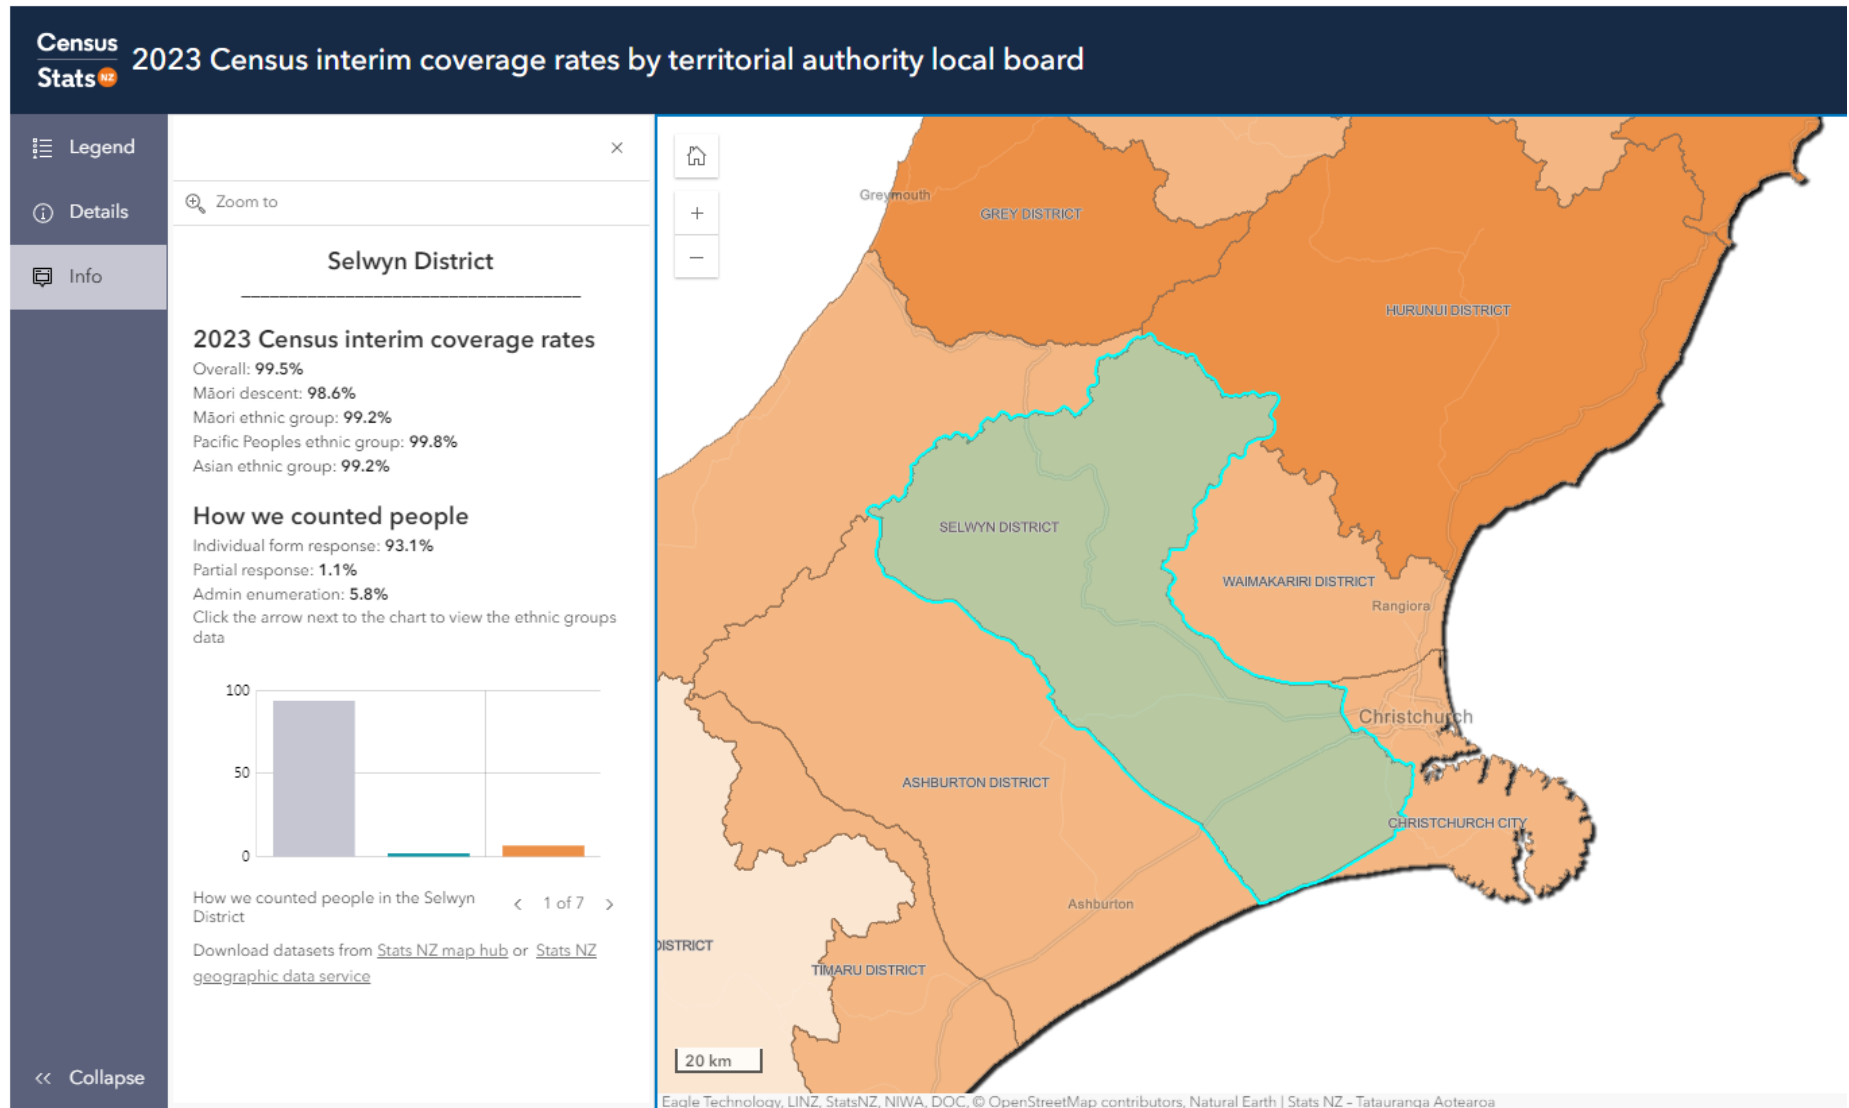 Census
Stats NZ
2023 Census interim coverage rates by territorial authority local board
Legend
Details
Info
Collapse
Zoom to
Selwyn District
2023 Census interim coverage rates
Overall: 99.5%
Māori descent: 98.6%
Māori ethnic group: 99.2%
Pacific Peoples ethnic group: 99.8%
Asian ethnic group: 99.2%
How we counted people
Individual form response: 93.1%
Partial response: 1.1%
Admin enumeration: 5.8%
Click the arrow next to the chart to view the ethnic groups
data
100
50
0
How we counted people in the Selwyn
District
1 of 7
Download datasets from Stats NZ map hub or Stats NZ
geographic data service
Greymouth
GREY DISTRICT
HURUNUI DISTRICT
SELWYN DISTRICT
WAIMAKARIRI DISTRICT
Rangiora
Christchurch
ASHBURTON DISTRICT
CHRISTCHURCH CITY
Ashburton
DISTRICT
TIMARU DISTRICT
20 km
Eagle Technology, LINZ, StatsNZ, NIWA, DOC, © OpenStreetMap contributors, Natural Earth | Stats NZ - Tatauranga Aotearoa